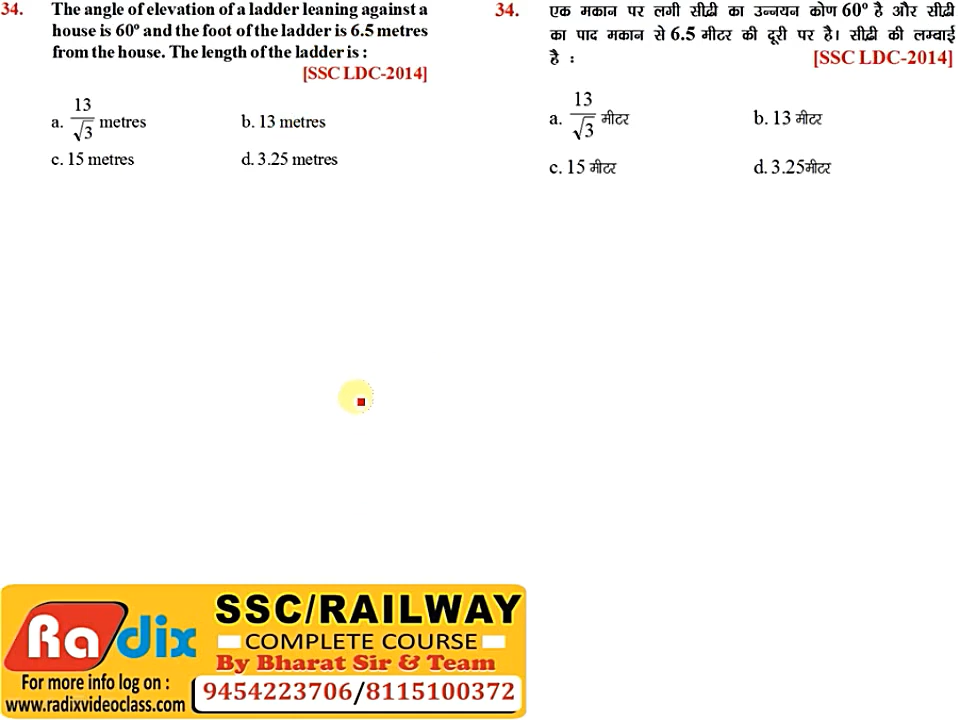 34. The angle of elevation of a ladder leaning against a
house is 60º and the foot of the ladder is 6.5 metres
from the house. The length of the ladder is :
[SSC LDC-2014]
a. 13/√3 metres b. 13 metres
c. 15 metres d. 3.25 metres
34. एक मकान पर लगी सीढ़ी का उन्नयन कोण 60º है और सीढ़ी
का पाद मकान से 6.5 मीटर की दूरी पर है। सीढ़ी की लम्बाई
है :
[SSC LDC-2014]
a. 13/√3 मीटर b. 13 मीटर
c. 15 मीटर d. 3.25मीटर
Radix
For more info log on :
www.radixvideoclass.com
SSC/RAILWAY
COMPLETE COURSE
By Bharat Sir & Team
9454223706/8115100372